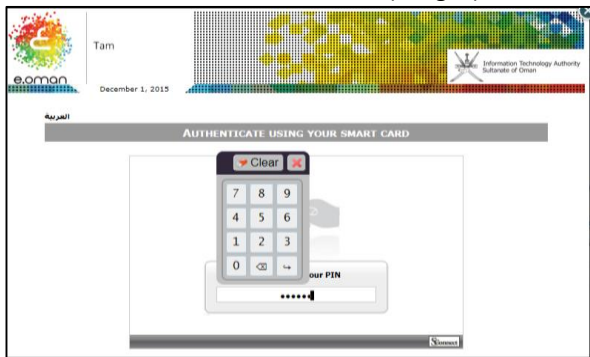 Tam
Information Technology Authority
Sultanate of Oman
e.oman
December 1, 2015
العربية
AUTHENTICATE USING YOUR SMART CARD
Clear
7 8 9
4 5 6
1 2 3
0
our PIN
••••••